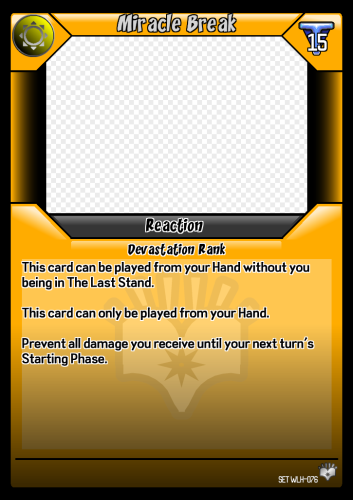 Miracle Break
15
Reaction
Devastation Rank
This card can be played from your Hand without you
being in The Last Stand.
This card can only be played from your Hand.
Prevent all damage you receive until your next turn's
Starting Phase.
SET WLH-076